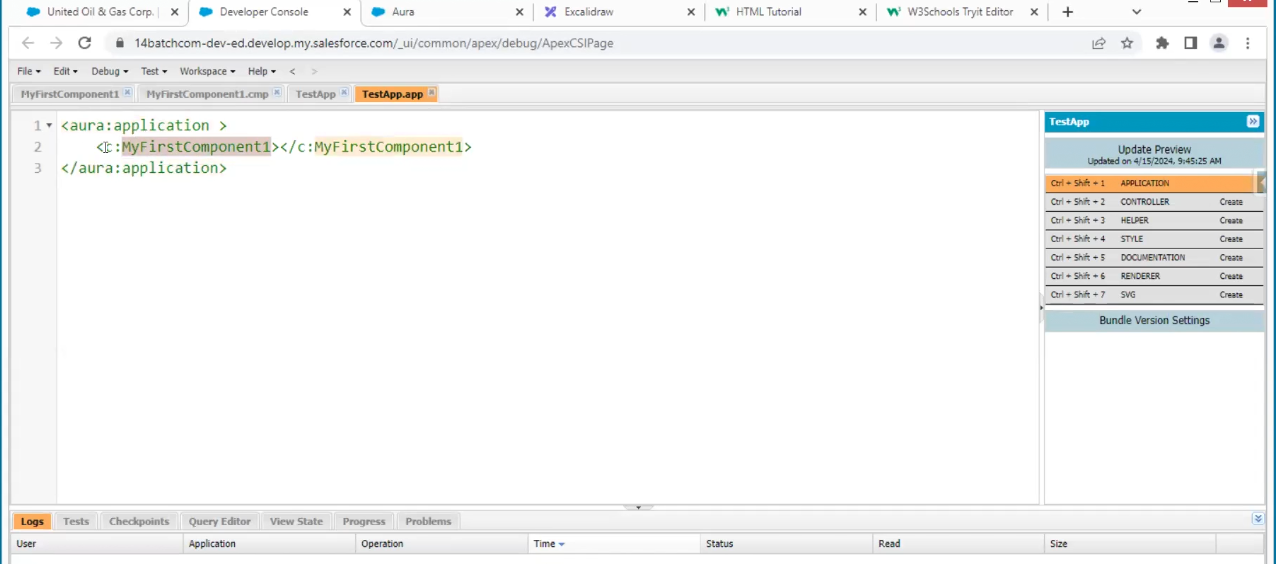 United Oil & Gas Corp. Developer Console Aura Excalidraw HTML Tutorial W3Schools Tryit Editor
14batchcom-dev-ed.develop.my.salesforce.com/_ui/common/apex/debug/ApexCSIPage
File Edit Debug Test Workspace Help < >
MyFirstComponent1 MyFirstComponent1.cmp TestApp TestApp.app
1 <aura:application >
2 <c:MyFirstComponent1></c:MyFirstComponent1>
3 </aura:application>
TestApp
Update Preview
Updated on 4/15/2024, 9:45:25 AM
Ctrl + Shift + 1 APPLICATION
Ctrl + Shift + 2 CONTROLLER Create
Ctrl + Shift + 3 HELPER Create
Ctrl + Shift + 4 STYLE Create
Ctrl + Shift + 5 DOCUMENTATION Create
Ctrl + Shift + 6 RENDERER Create
Ctrl + Shift + 7 SVG Create
Bundle Version Settings
Logs Tests Checkpoints Query Editor View State Progress Problems
User Application Operation Time Status Read Size